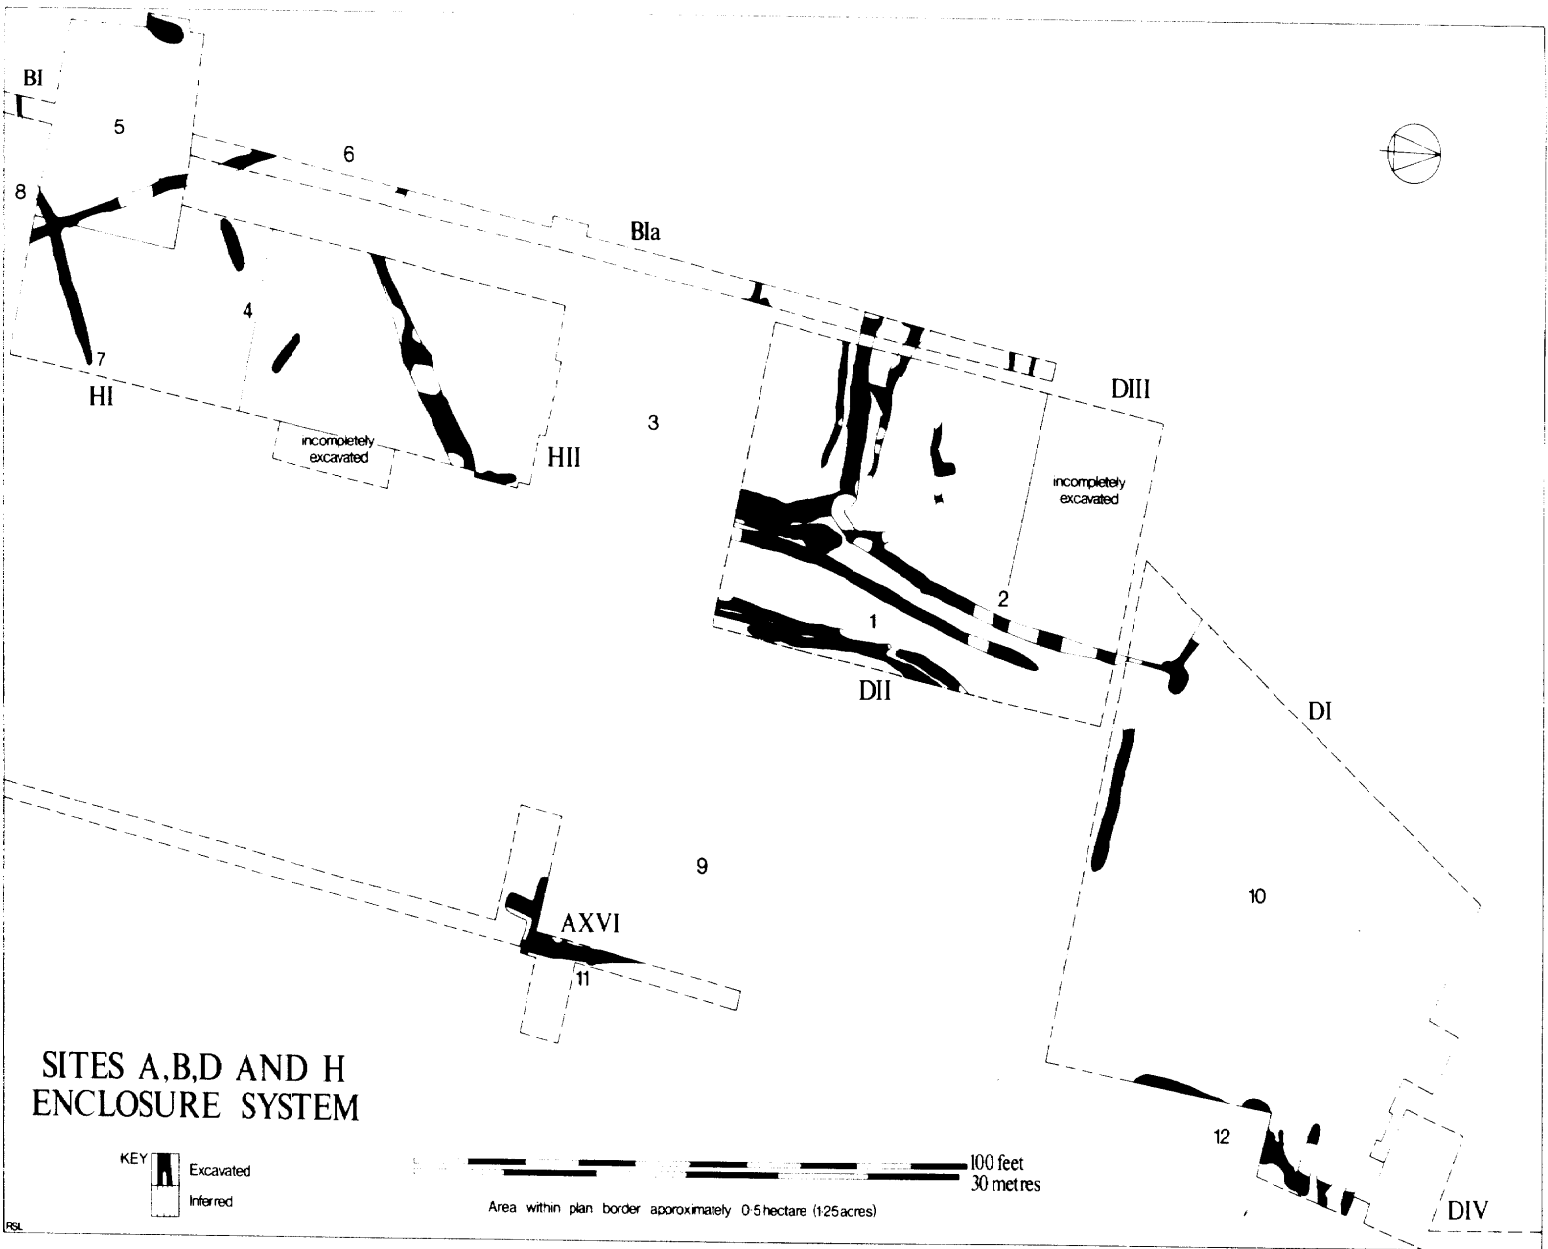 BI
5
6
8
BIa
4
7
HI
incompletely
excavated
HII
3
DIII
incompletely
excavated
2
1
DII
DI
9
10
AXVI
11
12
SITES A,B,D AND H
ENCLOSURE SYSTEM
KEY
Excavated
Inferred
100 feet
30 metres
Area within plan border approximately 0·5 hectare (1·25 acres)
DIV
RSL